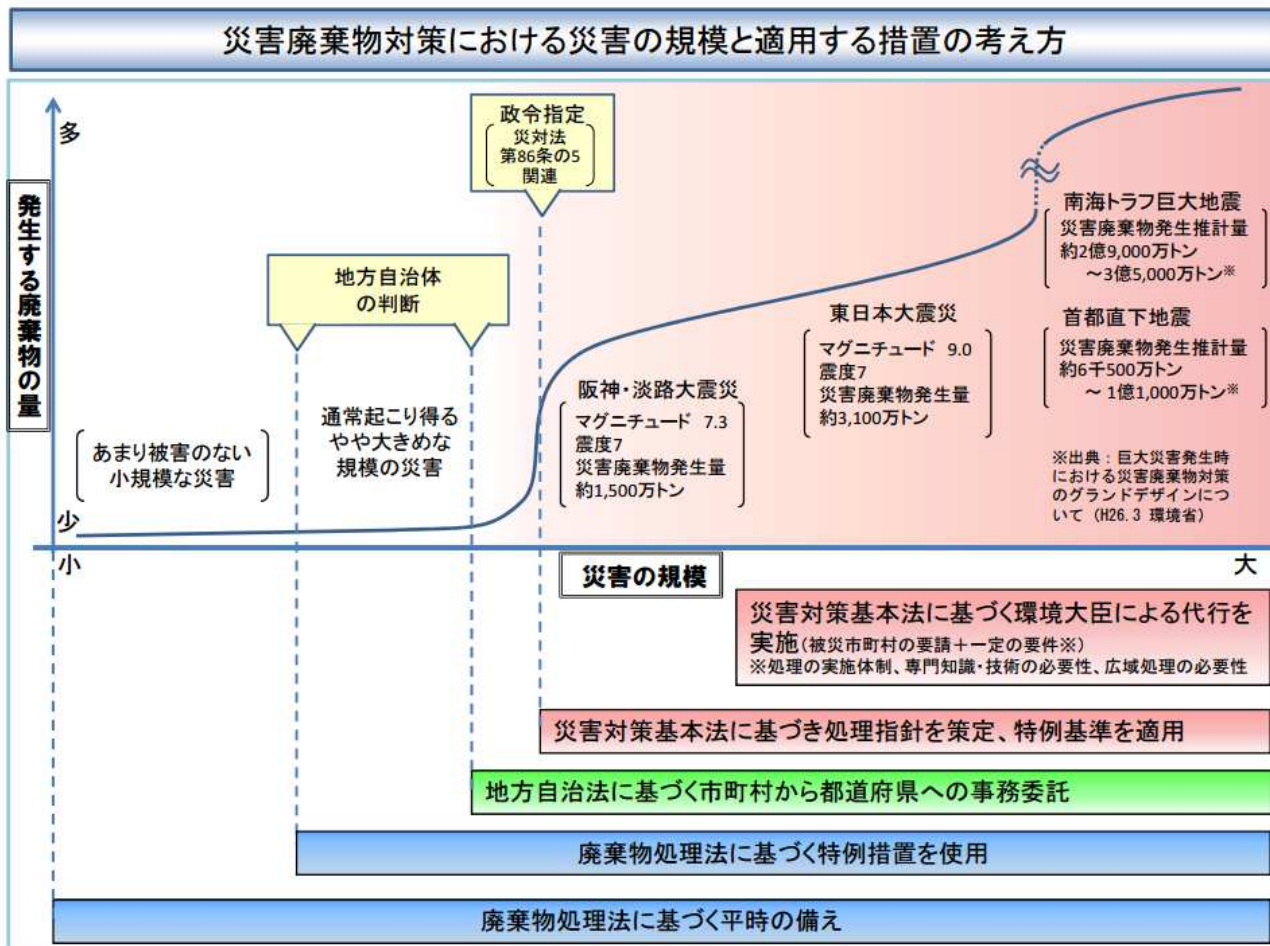 災害廃棄物対策における災害の規模と適用する措置の考え方
多
発生する廃棄物の量
少
小
政令指定
災対法
第86条の5
関連
地方自治体
の判断
あまり被害のない
小規模な災害
通常起こり得る
やや大きめな
規模の災害
阪神・淡路大震災
マグニチュード 7.3
震度7
災害廃棄物発生量
約1,500万トン
東日本大震災
マグニチュード 9.0
震度7
災害廃棄物発生量
約3,100万トン
南海トラフ巨大地震
災害廃棄物発生推計量
約2億9,000万トン
～3億5,000万トン※
首都直下地震
災害廃棄物発生推計量
約6千500万トン
～ 1億1,000万トン※
※出典：巨大災害発生時
における災害廃棄物対策
のグランドデザインにつ
いて（H26.3 環境省）
災害の規模
大
災害対策基本法に基づく環境大臣による代行を
実施(被災市町村の要請＋一定の要件※)
※処理の実施体制、専門知識・技術の必要性、広域処理の必要性
災害対策基本法に基づき処理指針を策定、特例基準を適用
地方自治法に基づく市町村から都道府県への事務委託
廃棄物処理法に基づく特例措置を使用
廃棄物処理法に基づく平時の備え